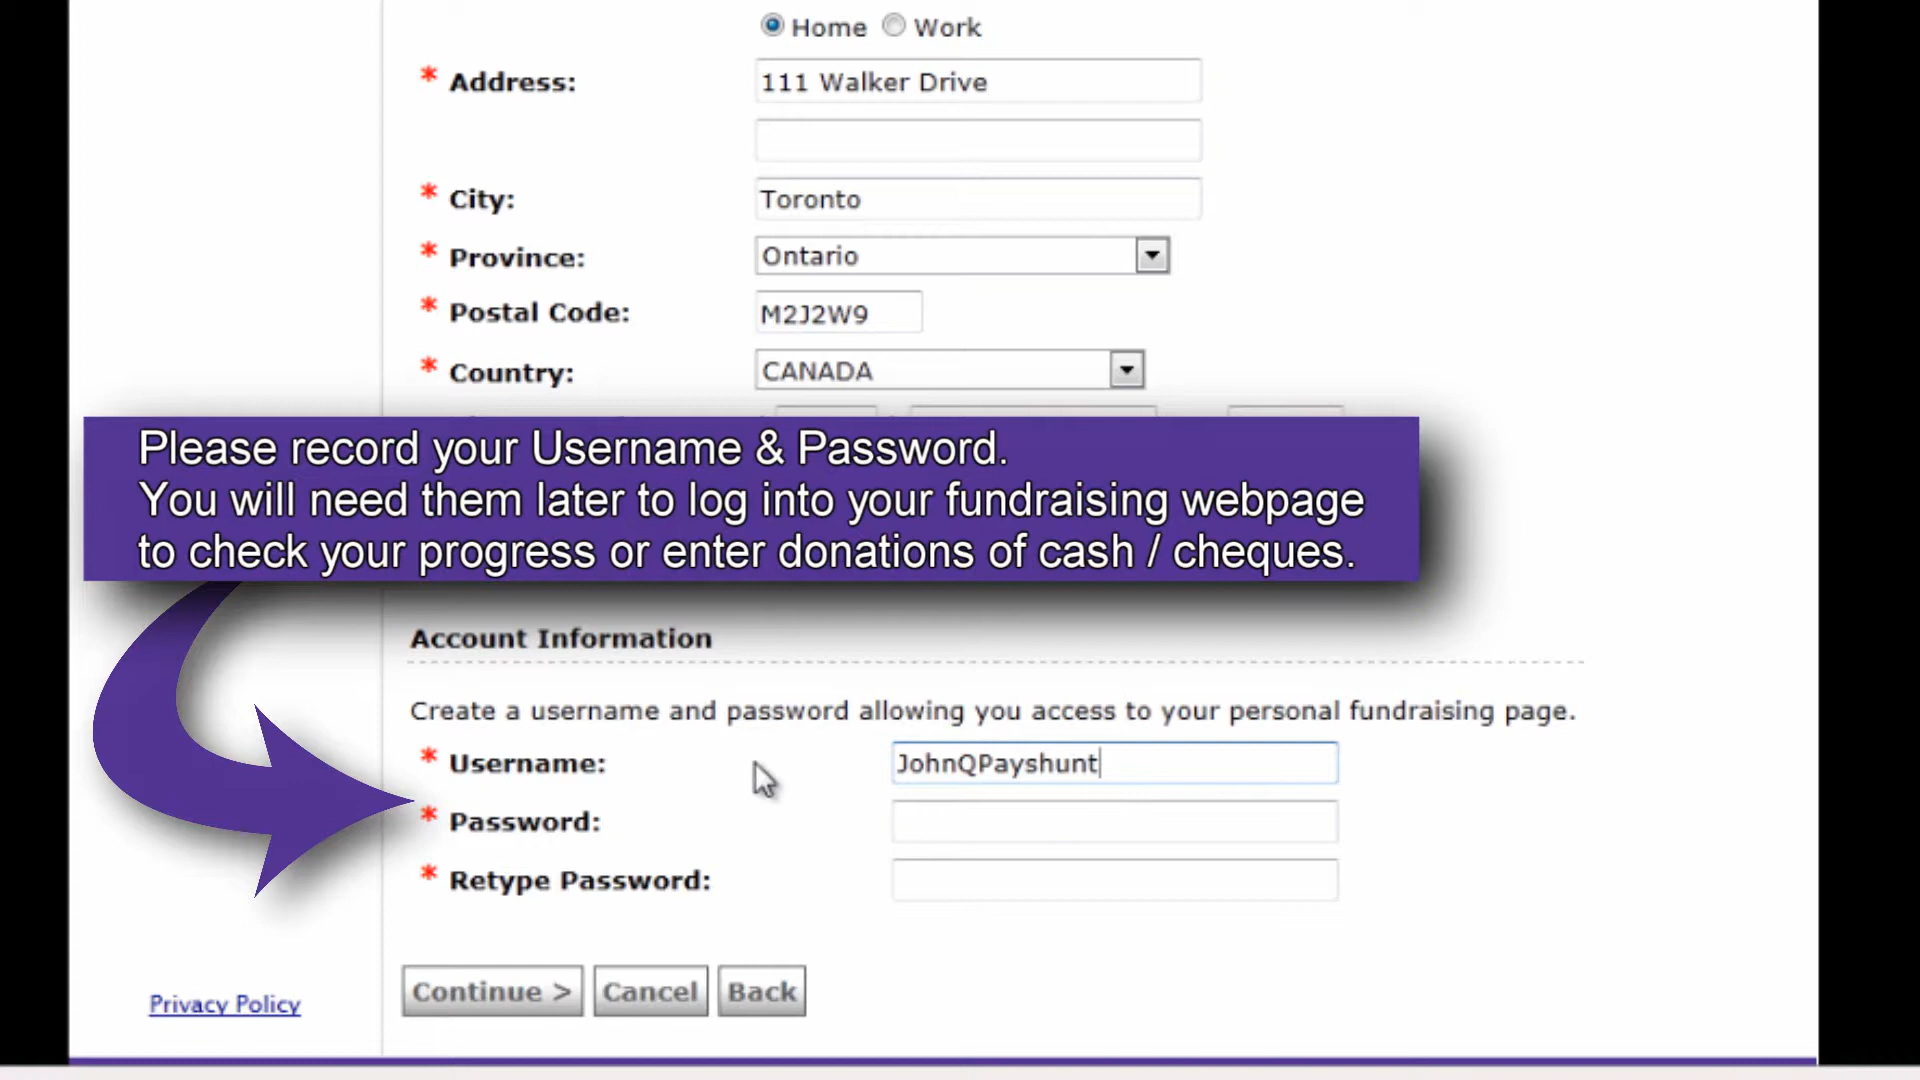 Home Work
* Address: 111 Walker Drive
* City: Toronto
* Province: Ontario
* Postal Code: M2J2W9
* Country: CANADA
Please record your Username & Password.
You will need them later to log into your fundraising webpage
to check your progress or enter donations of cash / cheques.
Account Information
Create a username and password allowing you access to your personal fundraising page.
* Username: JohnQPayshunt
* Password:
* Retype Password:
Continue > Cancel Back
Privacy Policy